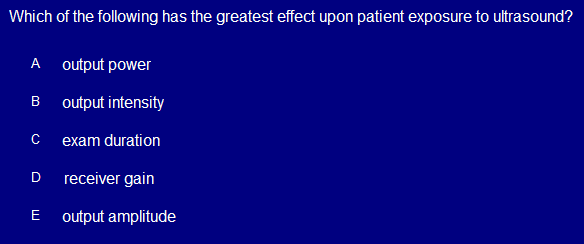 Which of the following has the greatest effect upon patient exposure to ultrasound?
A output power
B output intensity
C exam duration
D receiver gain
E output amplitude